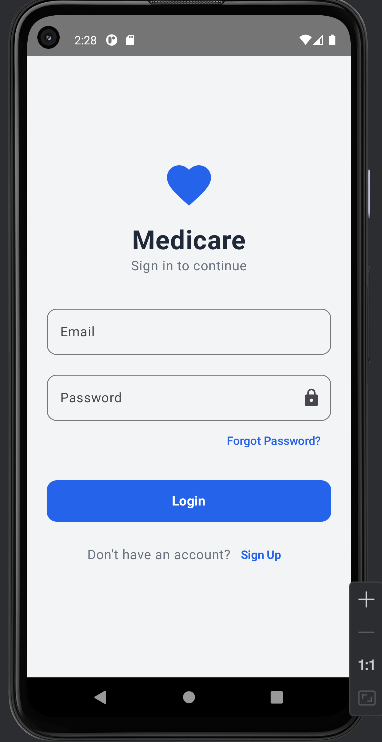 2:28
Medicare
Sign in to continue
Email
Password
Forgot Password?
Login
Don't have an account? Sign Up
1:1